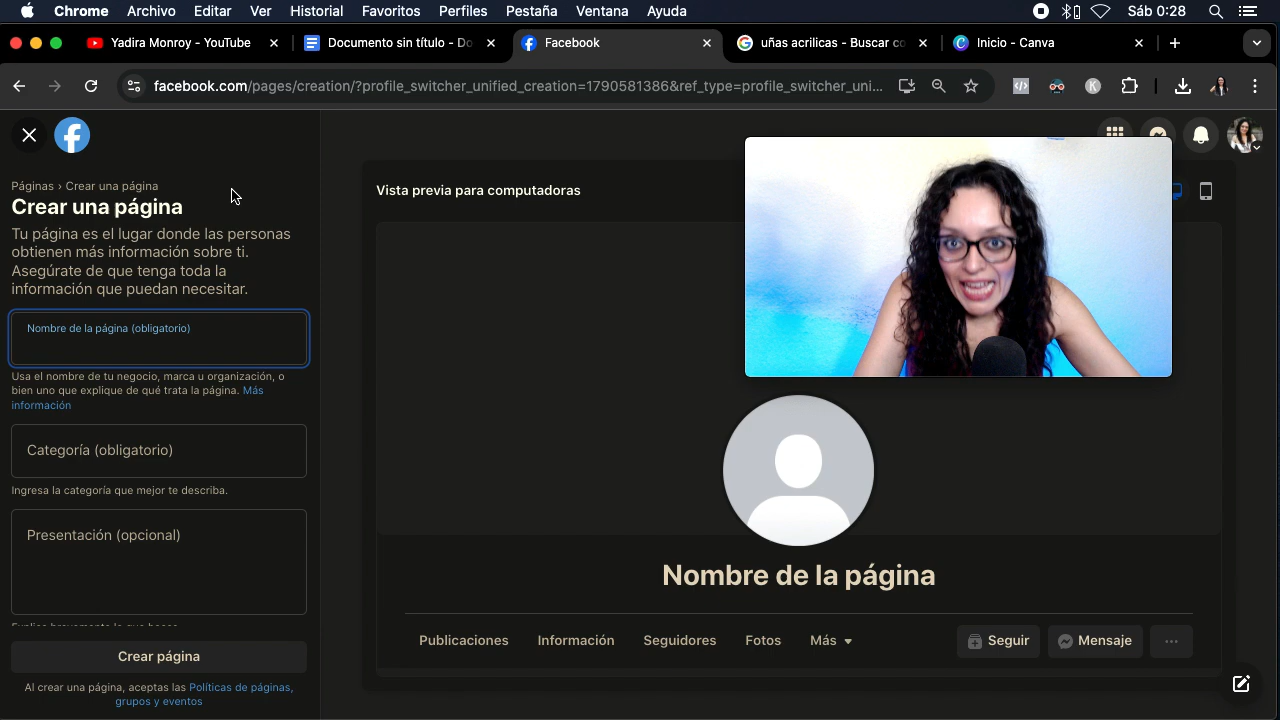 Chrome Archivo Editar Ver Historial Favoritos Perfiles Pestaña Ventana Ayuda Sáb 0:28
Yadira Monroy - YouTube Documento sin título - Do Facebook uñas acrilicas - Buscar co Inicio - Canva
facebook.com/pages/creation/?profile_switcher_unified_creation=1790581386&ref_type=profile_switcher_uni...
Páginas › Crear una página
Crear una página
Tu página es el lugar donde las personas
obtienen más información sobre ti.
Asegúrate de que tenga toda la
información que puedan necesitar.
Nombre de la página (obligatorio)
Usa el nombre de tu negocio, marca u organización, o
bien uno que explique de qué trata la página. Más
información
Categoría (obligatorio)
Ingresa la categoría que mejor te describa.
Presentación (opcional)
Crear página
Al crear una página, aceptas las Políticas de páginas,
grupos y eventos
Vista previa para computadoras
Nombre de la página
Publicaciones Información Seguidores Fotos Más Seguir Mensaje ...